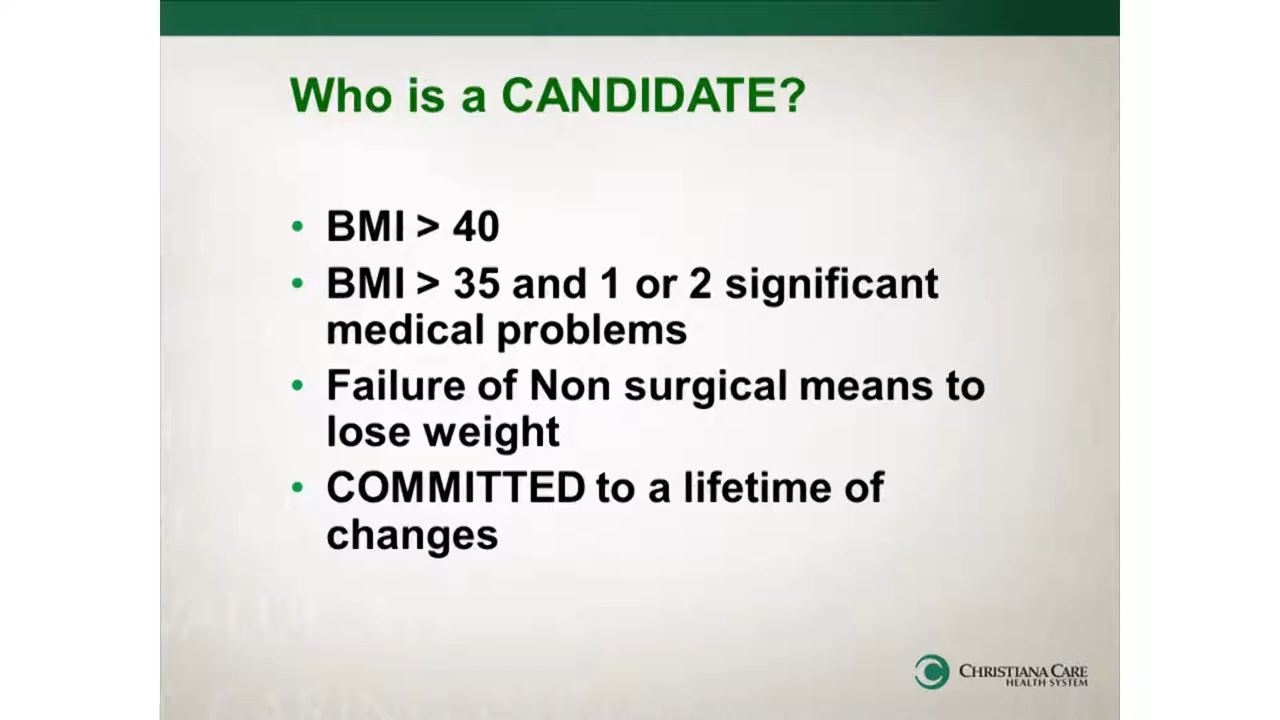 Who is a CANDIDATE?
• BMI > 40
• BMI > 35 and 1 or 2 significant
medical problems
• Failure of Non surgical means to
lose weight
• COMMITTED to a lifetime of
changes
CHRISTIANA CARE
HEALTH SYSTEM